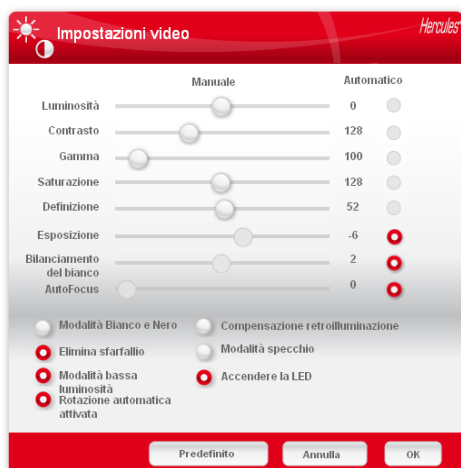 Impostazioni video
Hercules
Manuale
Automatico
Luminosità
0
Contrasto
128
Gamma
100
Saturazione
128
Definizione
52
Esposizione
-6
Bilanciamento
del bianco
2
AutoFocus
0
Modalità Bianco e Nero
Compensazione retroilluminazione
Elimina sfarfallio
Modalità specchio
Modalità bassa
luminosità
Accendere la LED
Rotazione automatica
attivata
Predefinito
Annulla
OK